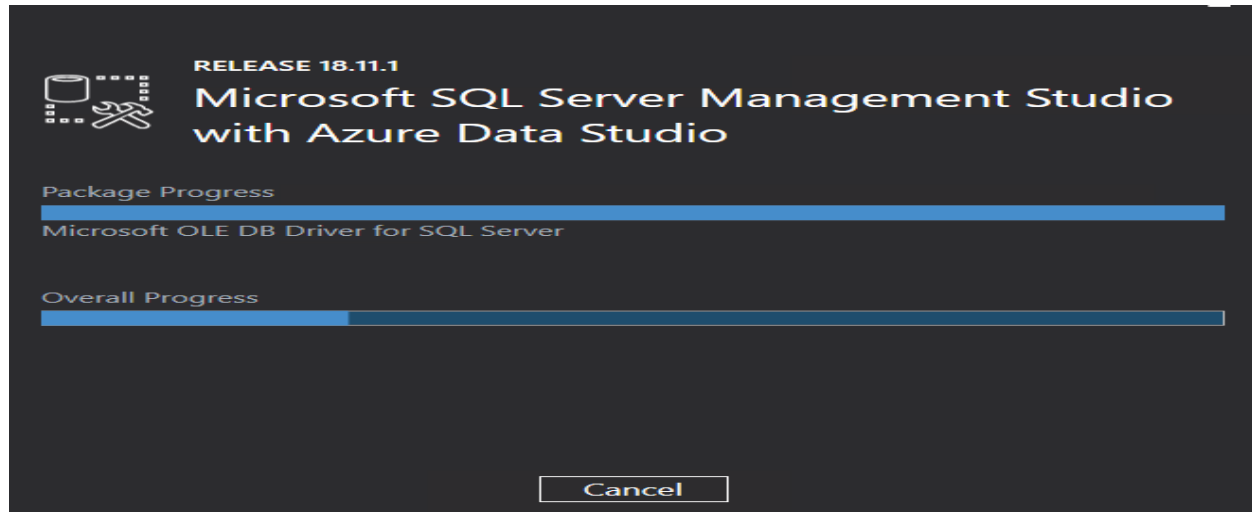 RELEASE 18.11.1
Microsoft SQL Server Management Studio
with Azure Data Studio
Package Progress
Microsoft OLE DB Driver for SQL Server
Overall Progress
Cancel